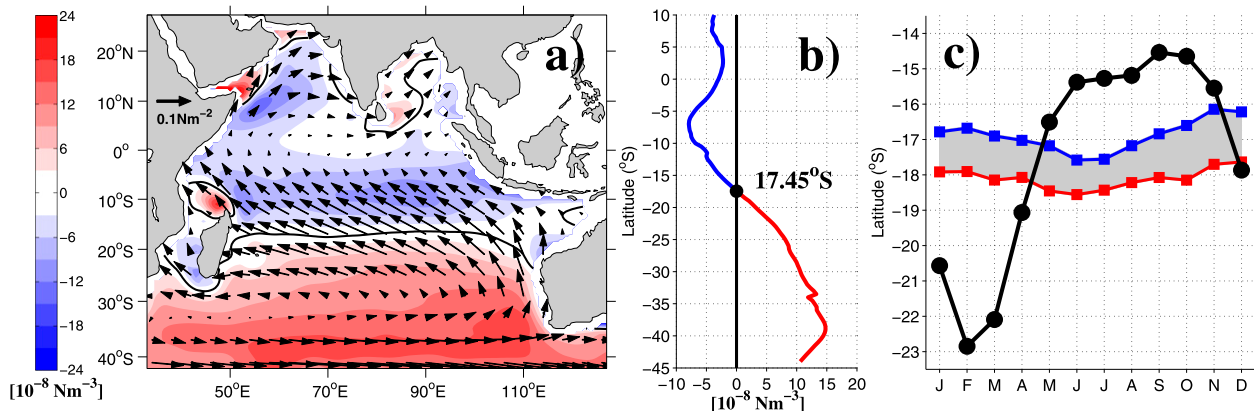 24
18
12
6
0
−6
−12
−18
−24
[10⁻⁸ Nm⁻³]
a)
20°N
10°N
0°
10°S
20°S
30°S
40°S
0.1Nm⁻²
50°E
70°E
90°E
110°E
b)
Latitude (°S)
10
5
0
−5
−10
−15
−20
−25
−30
−35
−40
−45
17.45°S
−10
−5
0
5
10
15
20
[10⁻⁸ Nm⁻³]
c)
Latitude (°S)
−14
−15
−16
−17
−18
−19
−20
−21
−22
−23
J F M A M J J A S O N D